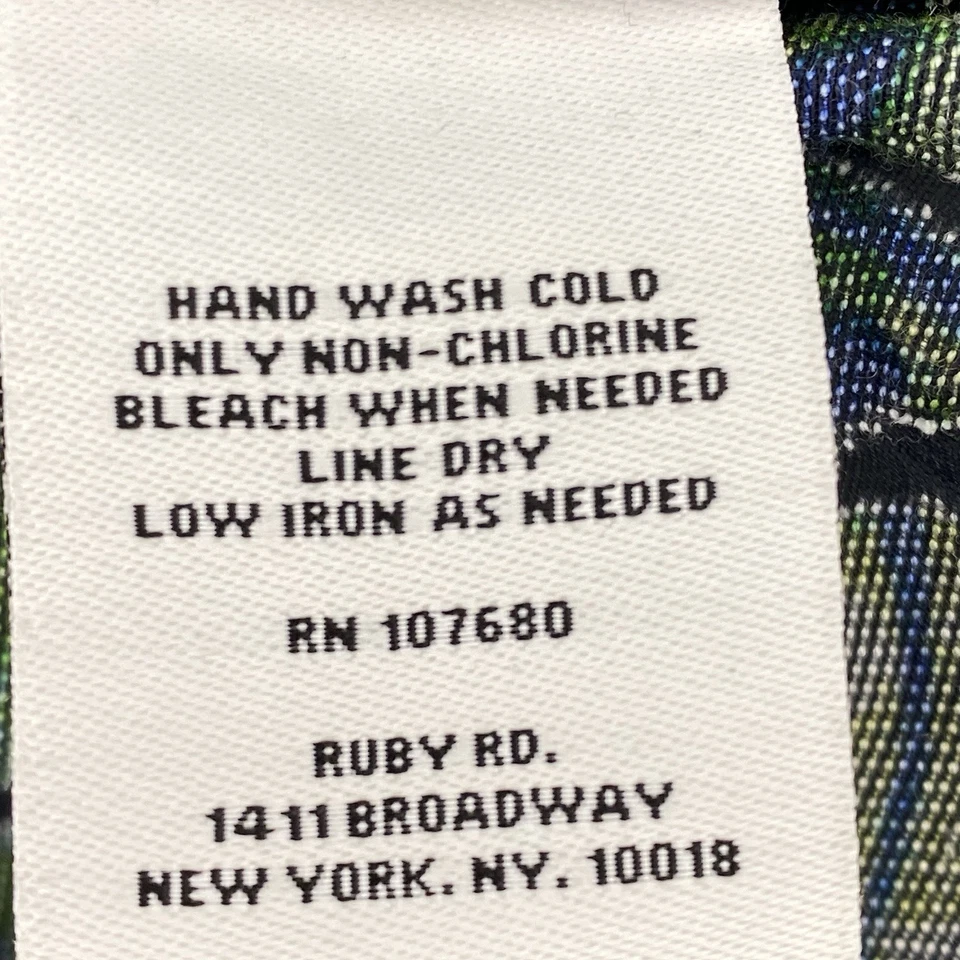 HAND WASH COLD
ONLY NON-CHLORINE
BLEACH WHEN NEEDED
LINE DRY
LOW IRON AS NEEDED
RN 107680
RUBY RD.
1411 BROADWAY
NEW YORK. NY. 10018